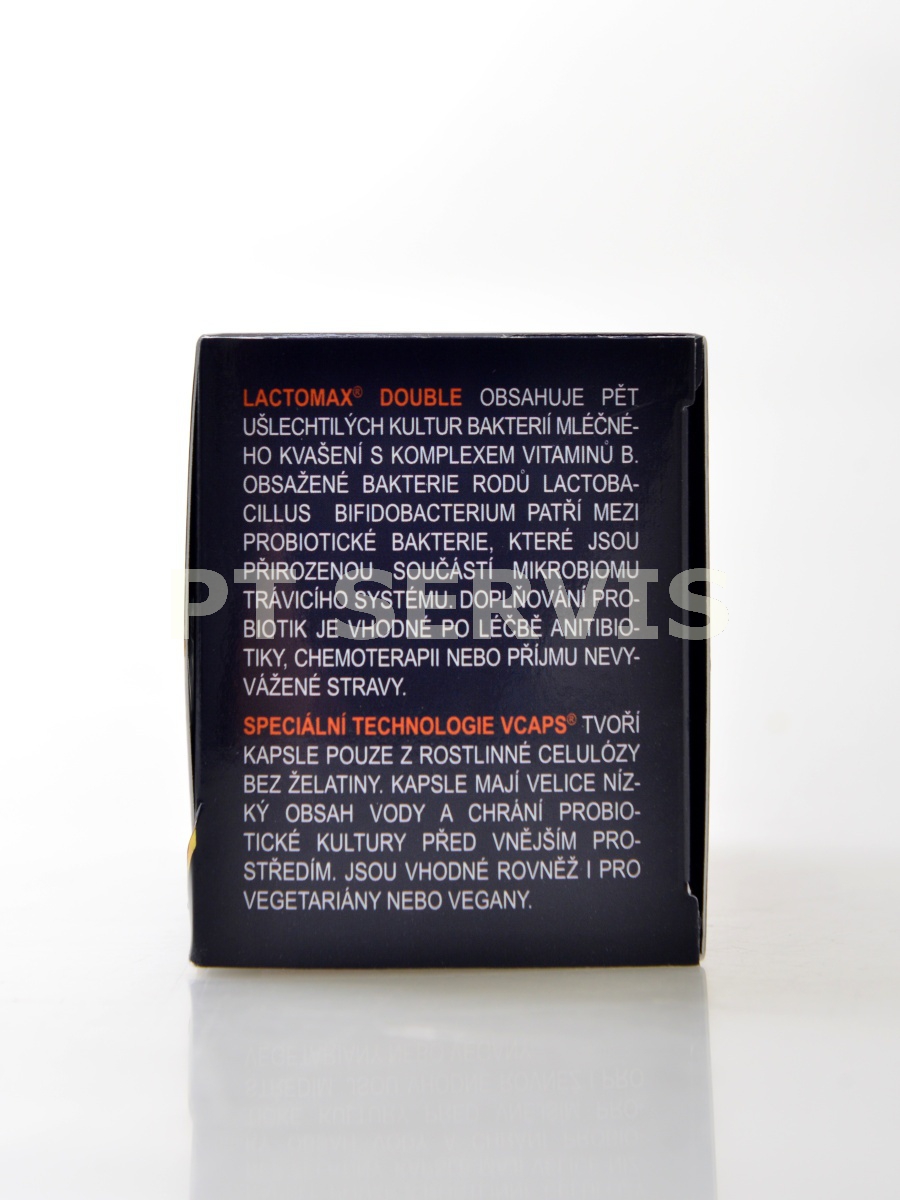 LACTOMAX® DOUBLE OBSAHUJE PĚT
UŠLECHTILÝCH KULTUR BAKTERIÍ MLÉČNÉ-
HO KVAŠENÍ S KOMPLEXEM VITAMINŮ B.
OBSAŽENÉ BAKTERIE RODŮ LACTOBA-
CILLUS BIFIDOBACTERIUM PATŘÍ MEZI
PROBIOTICKÉ BAKTERIE, KTERÉ JSOU
PŘIROZENOU SOUČÁSTÍ MIKROBIOMU
TRÁVICÍHO SYSTÉMU. DOPLŇOVÁNÍ PRO-
PT SERVIS
BIOTIK JE VHODNÉ PO LÉČBĚ ANITIBIO-
TIKY, CHEMOTERAPII NEBO PŘÍJMU NEVY-
VÁŽENÉ STRAVY.
SPECIÁLNÍ TECHNOLOGIE VCAPS® TVOŘÍ
KAPSLE POUZE Z ROSTLINNÉ CELULÓZY
BEZ ŽELATINY. KAPSLE MAJÍ VELICE NÍZ-
KÝ OBSAH VODY A CHRÁNÍ PROBIO-
TICKÉ KULTURY PŘED VNĚJŠÍM PRO-
STŘEDÍM. JSOU VHODNÉ ROVNĚŽ I PRO
VEGETARIÁNY NEBO VEGANY.